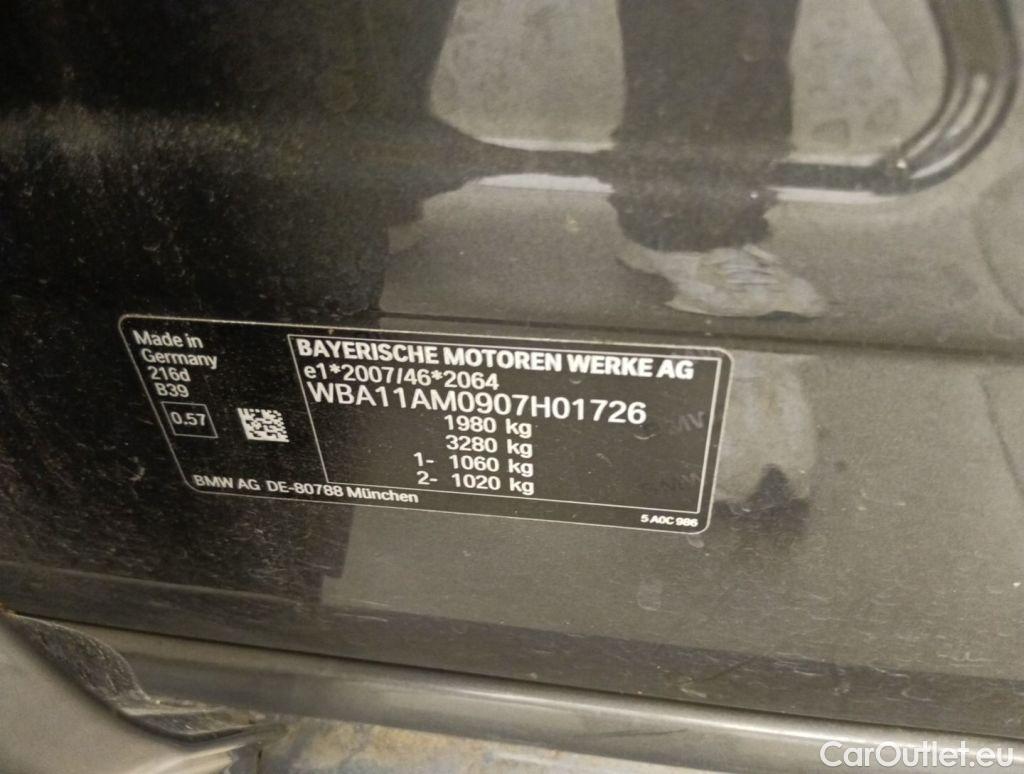 Made in
Germany
216d
B39
0.57
BAYERISCHE MOTOREN WERKE AG
e1*2007/46*2064
WBA11AM0907H01726
1980 kg
3280 kg
1- 1060 kg
2- 1020 kg
BMW AG DE-80788 München
5 A0C 986
CarOutlet.eu